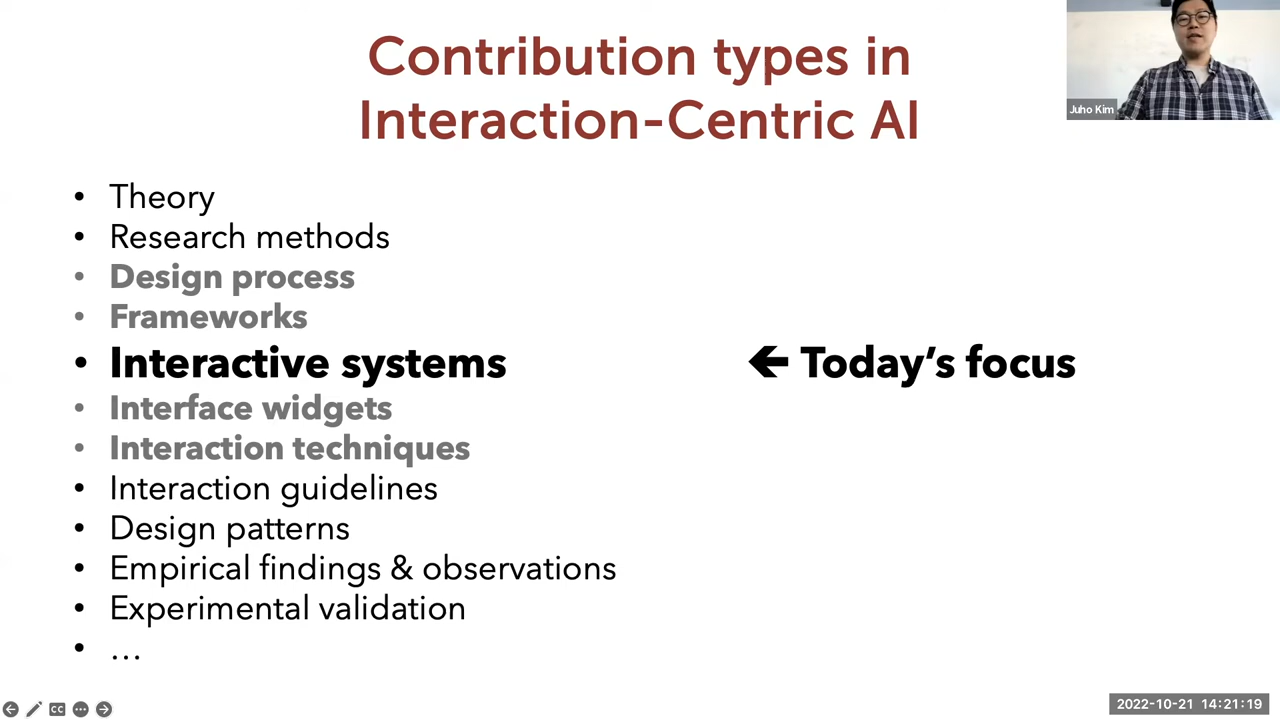 Contribution types in
Interaction-Centric AI
Juho Kim
• Theory
• Research methods
• Design process
• Frameworks
• Interactive systems
← Today’s focus
• Interface widgets
• Interaction techniques
• Interaction guidelines
• Design patterns
• Empirical findings & observations
• Experimental validation
• …
CC
2022-10-21 14:21:19